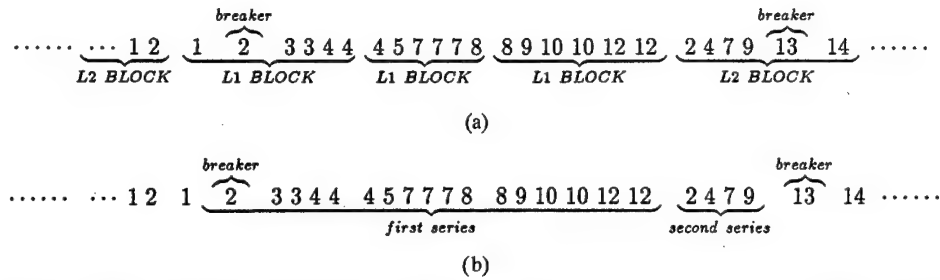 breaker breaker
...... ... 1 2 1 2 3 3 4 4 4 5 7 7 7 8 8 9 10 10 12 12 2 4 7 9 13 14 ......
L2 BLOCK L1 BLOCK L1 BLOCK L1 BLOCK L2 BLOCK
(a)
breaker breaker
...... ... 1 2 1 2 3 3 4 4 4 5 7 7 7 8 8 9 10 10 12 12 2 4 7 9 13 14 ......
first series second series
(b)